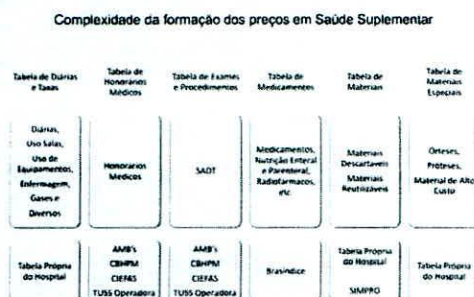 Complexidade da formação dos preços em Saúde Suplementar
Tabela de Diárias
e Taxas
Tabela de
Honorários
Médicos
Tabela de Exames
e Procedimentos
Tabela de
Medicamentos
Tabela de
Materiais
Tabela de
Materiais
Especiais
Diárias,
Uso Salas,
Uso de
Equipamentos,
Enfermagem,
Gases e
Diversos
Honorários
Médicos
SADT
Medicamentos,
Nutrição Enteral
e Parenteral,
Radiofarmacos,
etc
Materiais
Descartaveis
Materiais
Reutilizáveis
Orteses,
Proteses,
Material de Alto
Custo
Tabela Própria
do Hospital
AMB's
CBHPM
CIEFAS
TUSS Operadora
AMB's
CBHPM
CIEFAS
TUSS Operadora
Brasíndice
Tabela Própria
do Hospital
SIMPRO
Tabela Própria
do Hospital